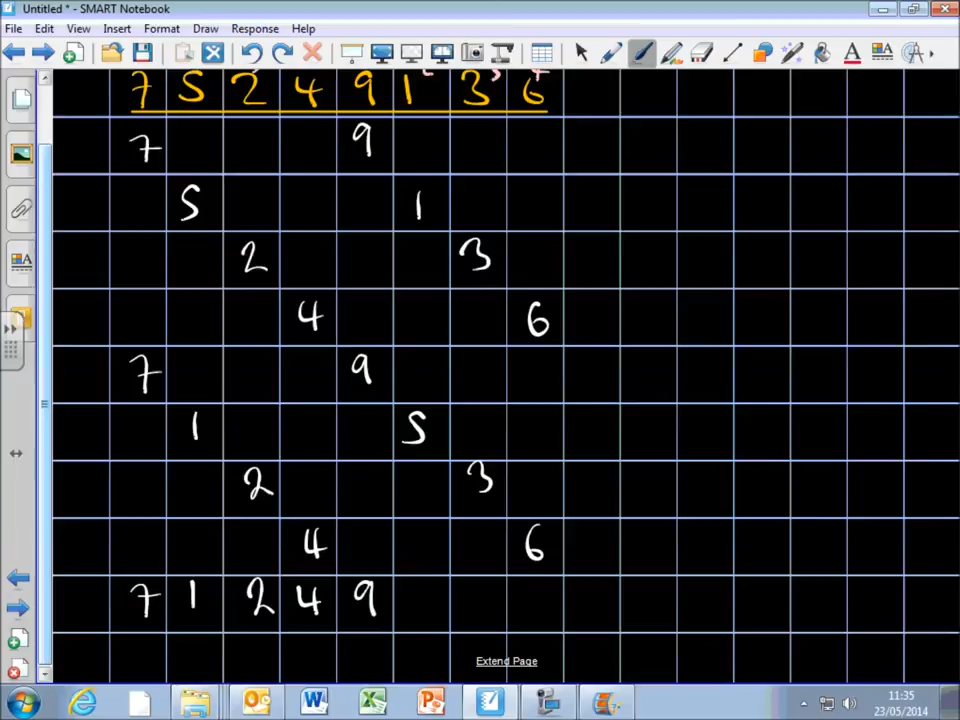 Untitled * - SMART Notebook
File Edit View Insert Format Draw Response Help
7 5 2 4 9 1 3 6
7 9
5 1
2 3
4 6
7 9
1 5
2 3
4 6
7 1 2 4 9
Extend Page
11:35
23/05/2014